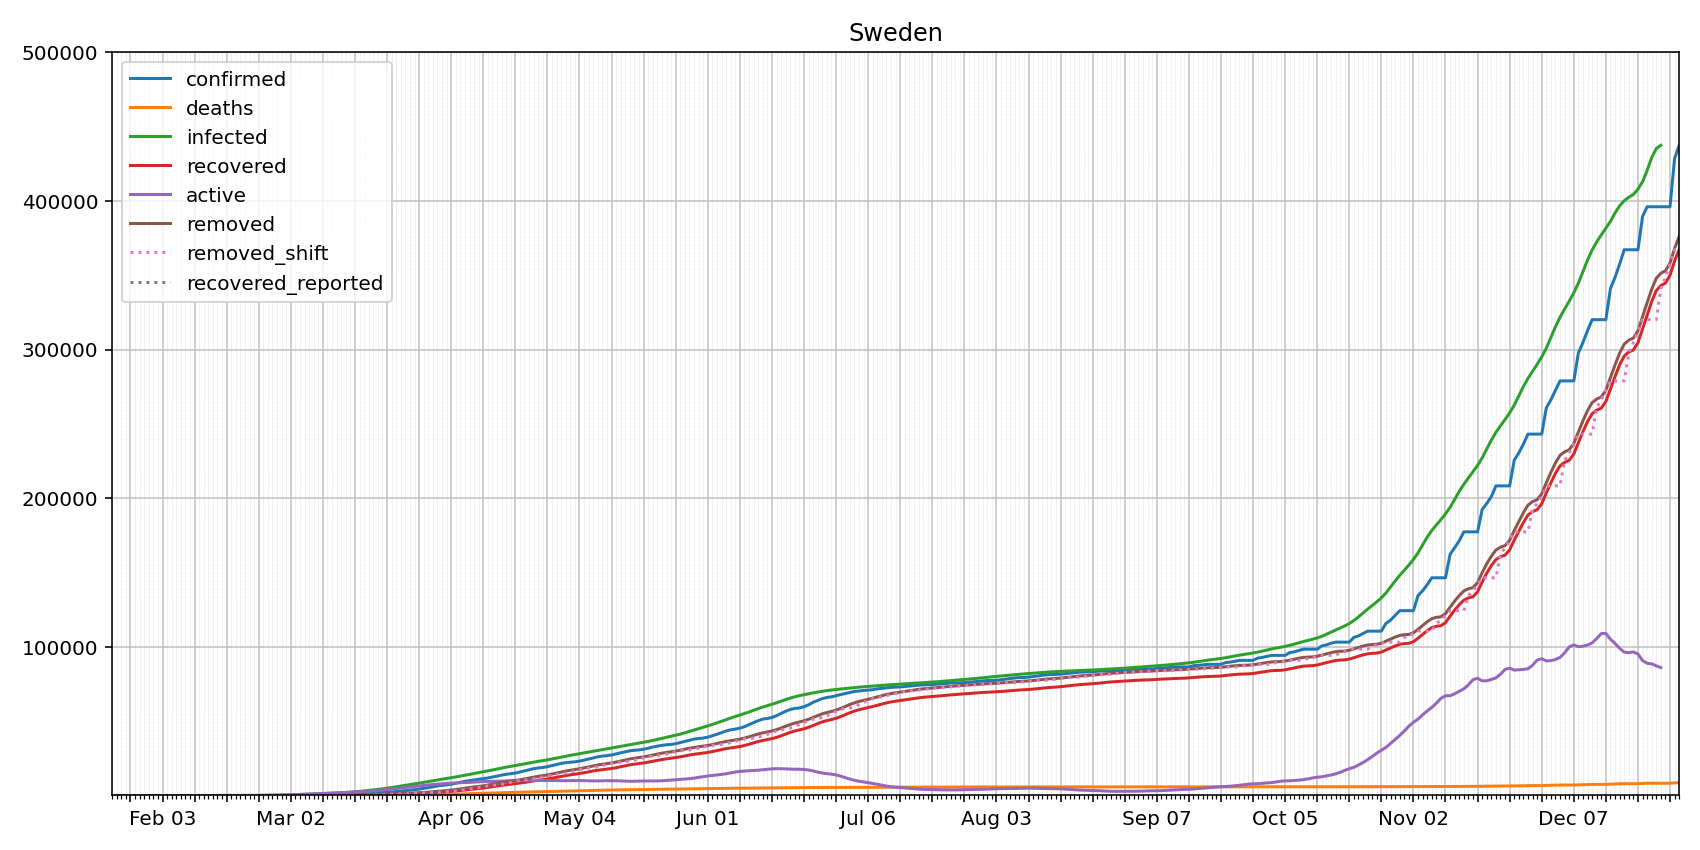 Sweden
500000
400000
300000
200000
100000
confirmed
deaths
infected
recovered
active
removed
removed_shift
recovered_reported
Feb 03 Mar 02 Apr 06 May 04 Jun 01 Jul 06 Aug 03 Sep 07 Oct 05 Nov 02 Dec 07